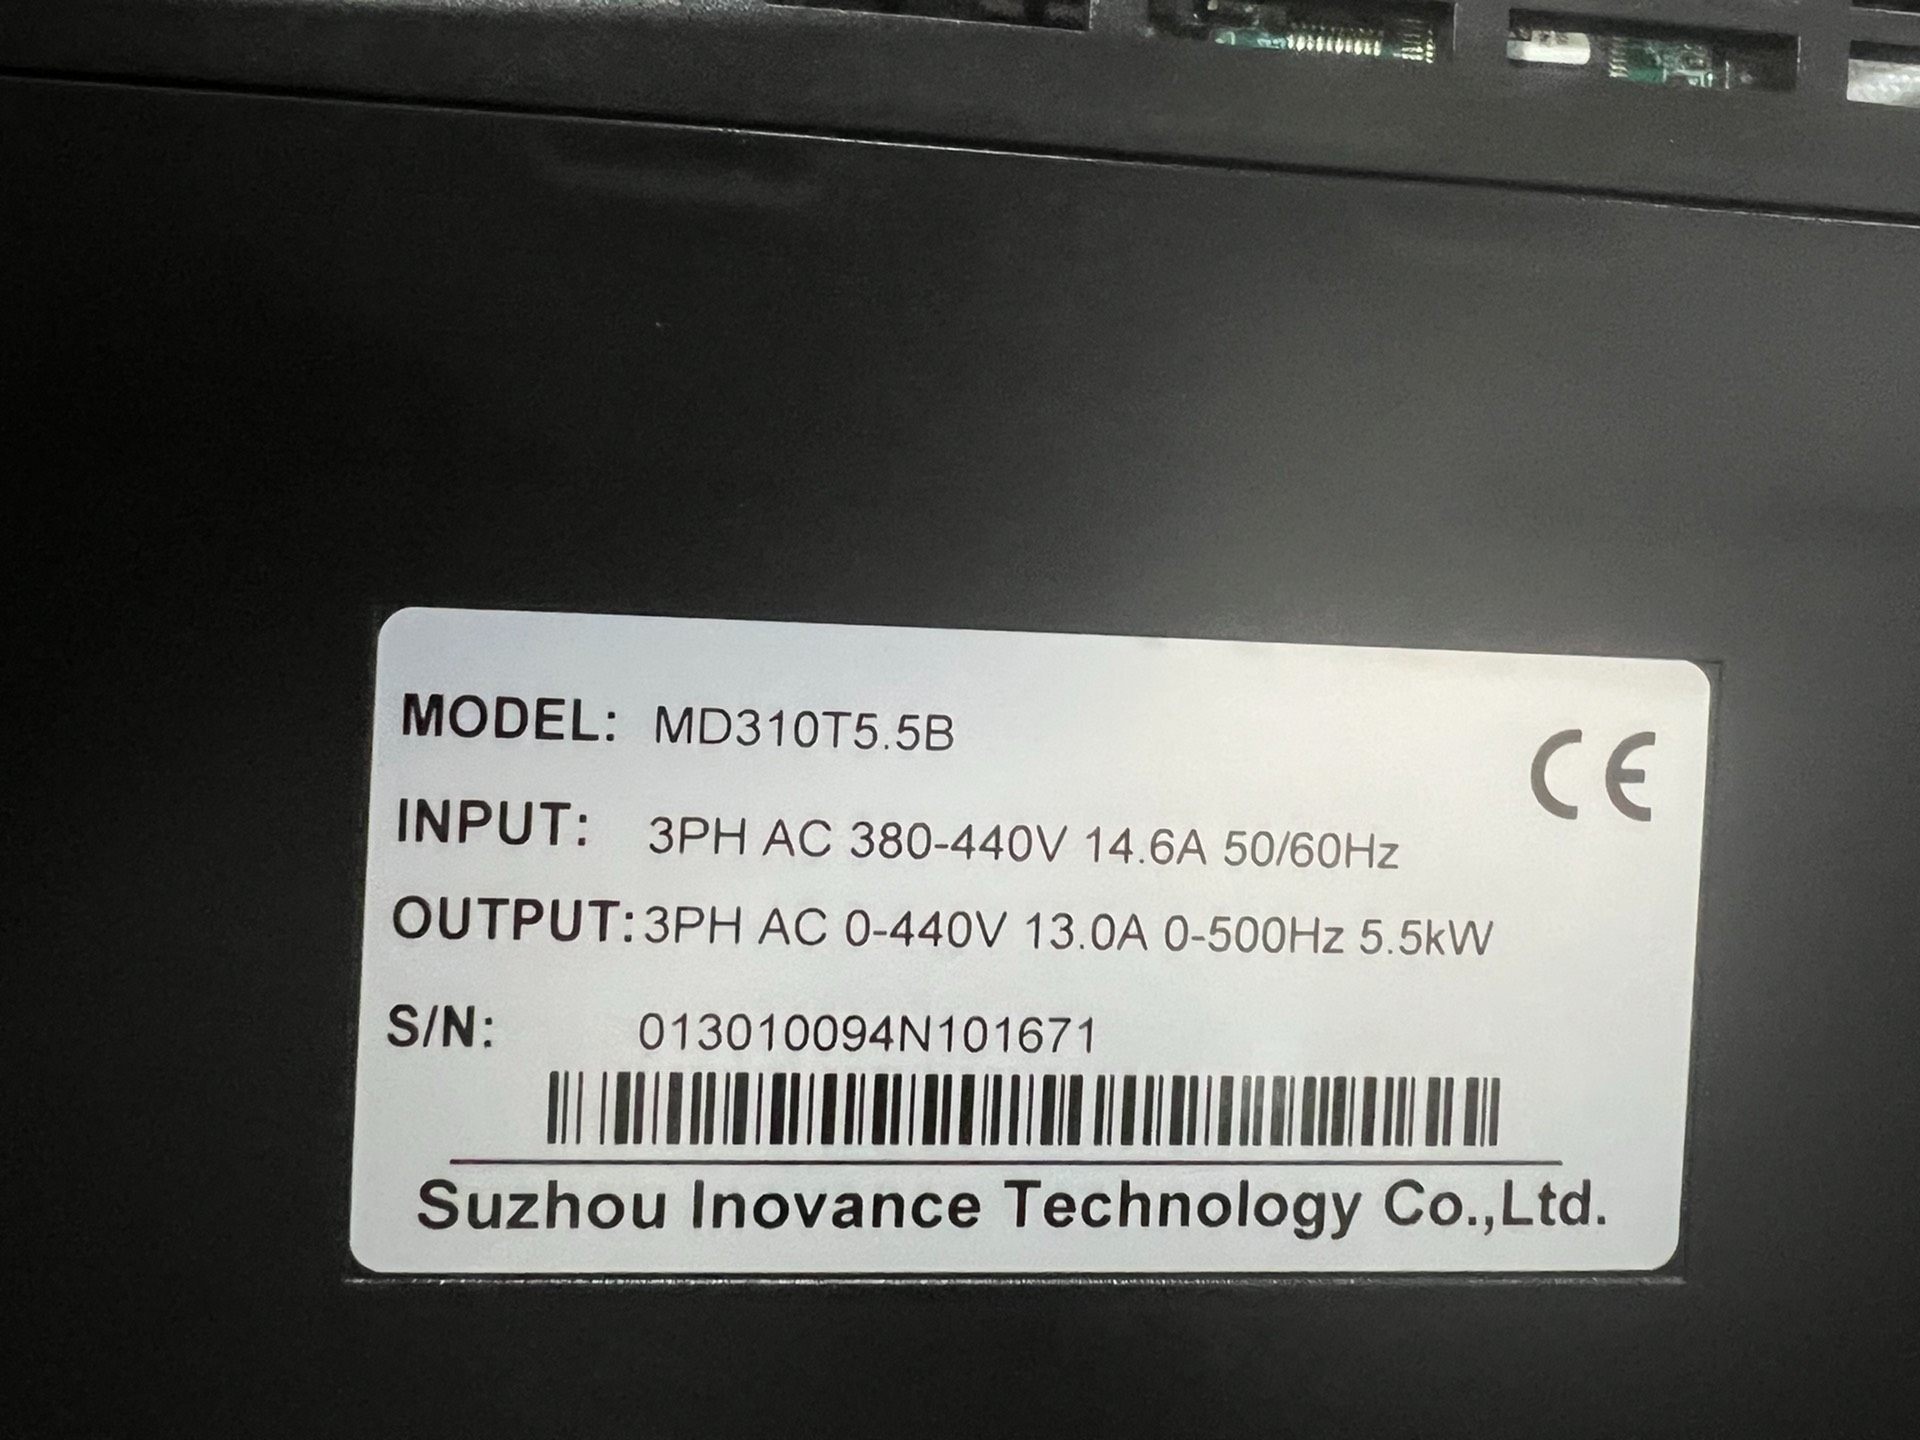 MODEL: MD310T5.5B
CE
INPUT: 3PH AC 380-440V 14.6A 50/60Hz
OUTPUT: 3PH AC 0-440V 13.0A 0-500Hz 5.5kW
S/N: 013010094N101671
Suzhou Inovance Technology Co.,Ltd.